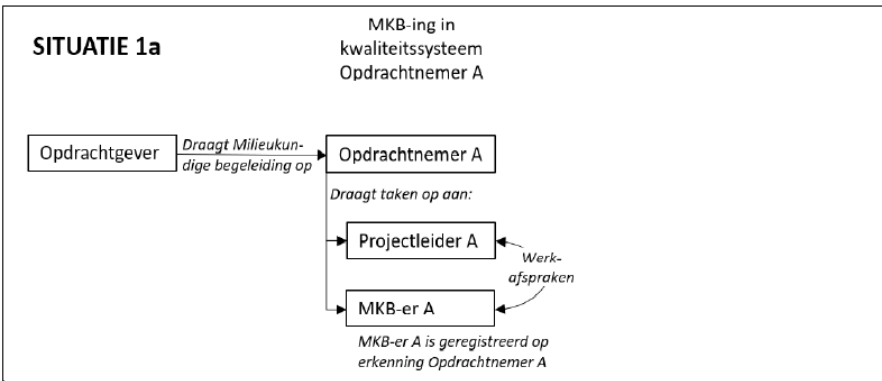 SITUATIE 1a
MKB-ing in
kwaliteitssysteem
Opdrachtnemer A
Opdrachtgever
Draagt Milieukun-
dige begeleiding op
Opdrachtnemer A
Draagt taken op aan:
Projectleider A
Werk-
afspraken
MKB-er A
MKB-er A is geregistreerd op
erkenning Opdrachtnemer A